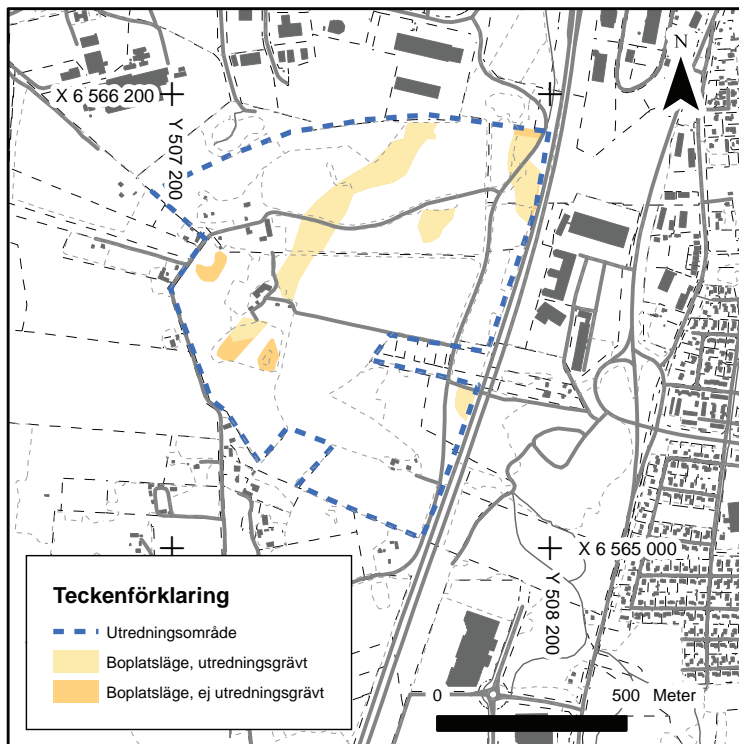 N
X 6 566 200
Y 507 200
X 6 565 000
Y 508 200
Teckenförklaring
Utredningsområde
Boplatsläge, utredningsgrävt
Boplatsläge, ej utredningsgrävt
0 500 Meter